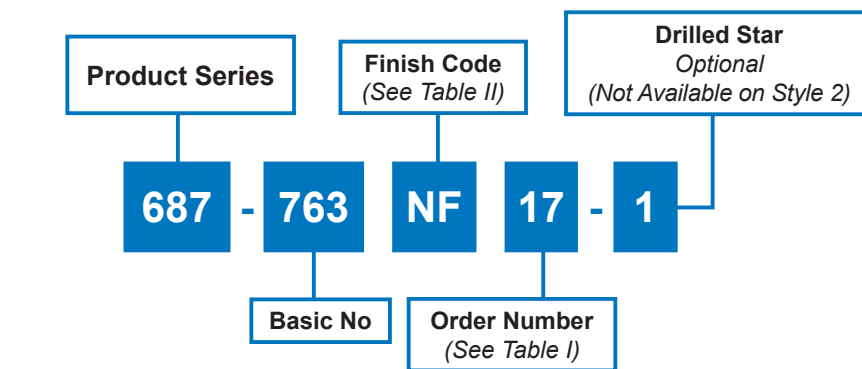 Product Series
Finish Code
(See Table II)
Drilled Star
Optional
(Not Available on Style 2)
687 - 763 NF 17 - 1
Basic No
Order Number
(See Table I)